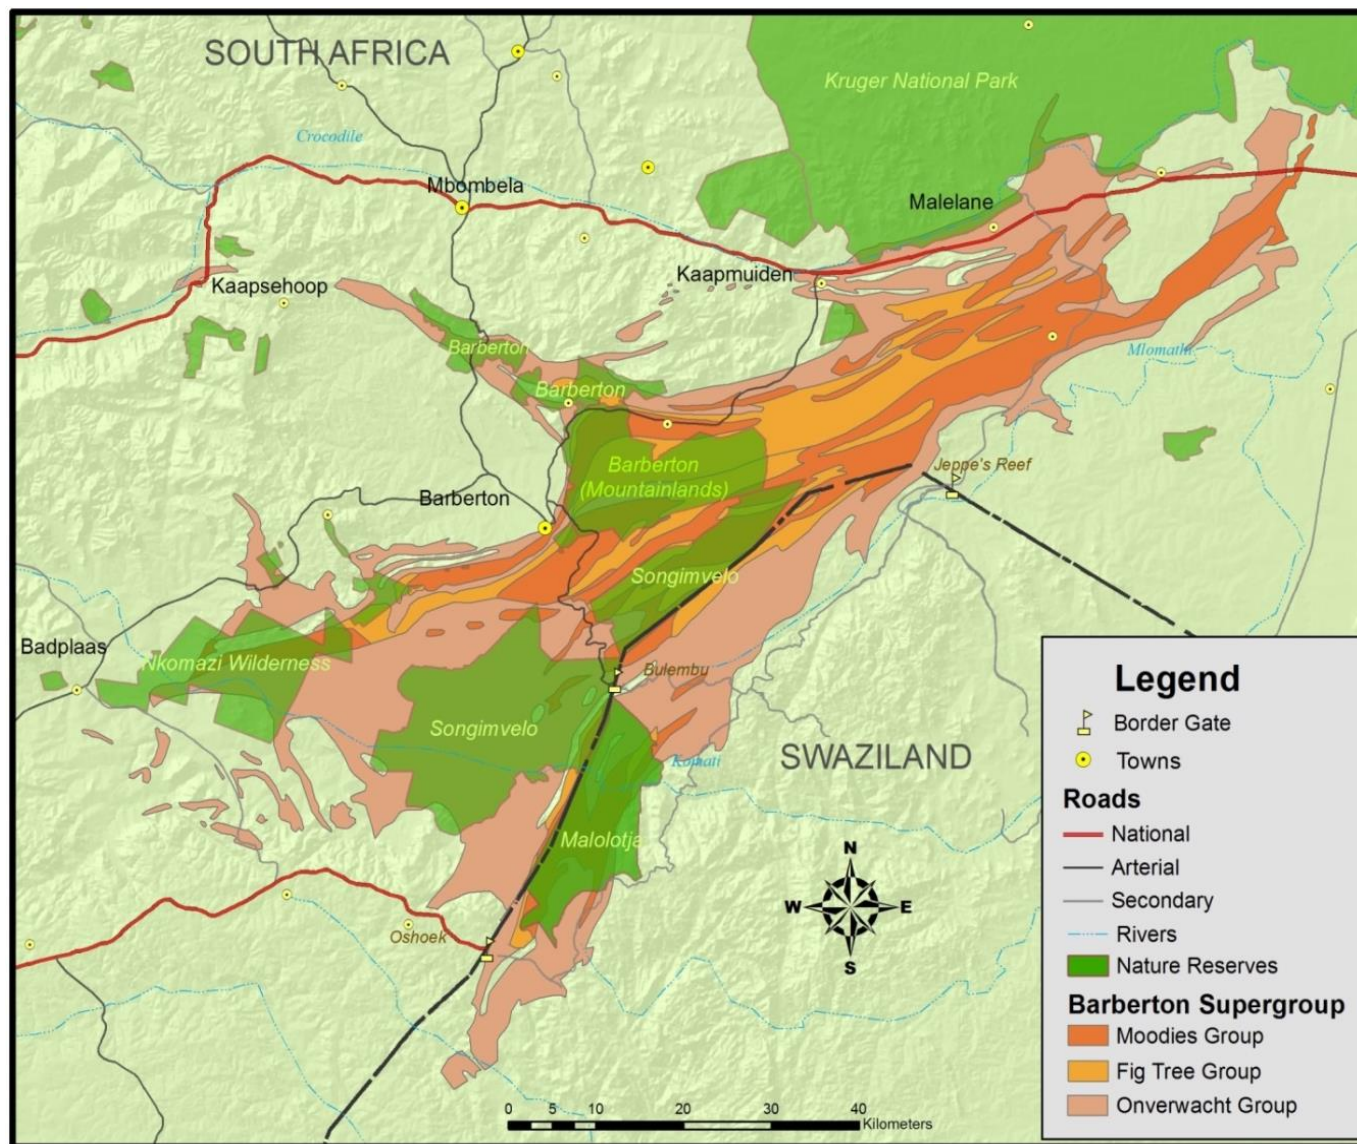 SOUTH AFRICA
Kruger National Park
Crocodile
Mbombela
Malelane
Kaapmuiden
Kaapsehoop
Barberton
Mlomathi
Barberton
Barberton
(Mountainlands)
Jeppe's Reef
Barberton
Songimvelo
Badplaas
Nkomazi Wilderness
Bulembu
Songimvelo
SWAZILAND
Komati
Malolotja
Oshoek
N
W
E
S
0 5 10 20 30 40
Kilometers
Legend
Border Gate
Towns
Roads
National
Arterial
Secondary
Rivers
Nature Reserves
Barberton Supergroup
Moodies Group
Fig Tree Group
Onverwacht Group